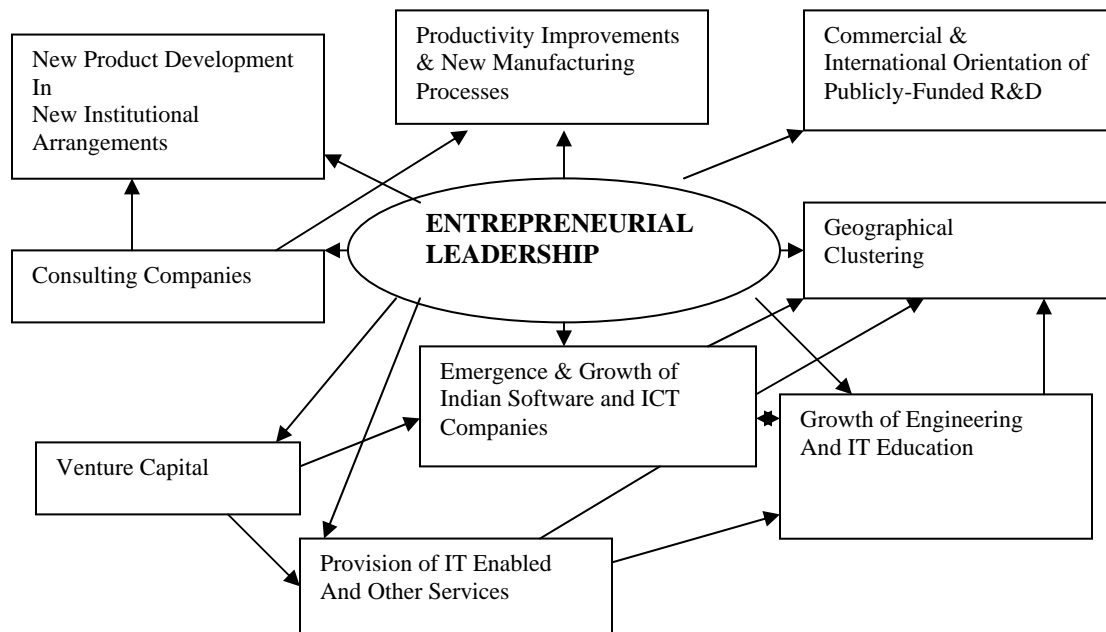 New Product Development
In
New Institutional
Arrangements
Productivity Improvements
& New Manufacturing
Processes
Commercial &
International Orientation of
Publicly-Funded R&D
ENTREPRENEURIAL
LEADERSHIP
Geographical
Clustering
Consulting Companies
Emergence & Growth of
Indian Software and ICT
Companies
Growth of Engineering
And IT Education
Venture Capital
Provision of IT Enabled
And Other Services